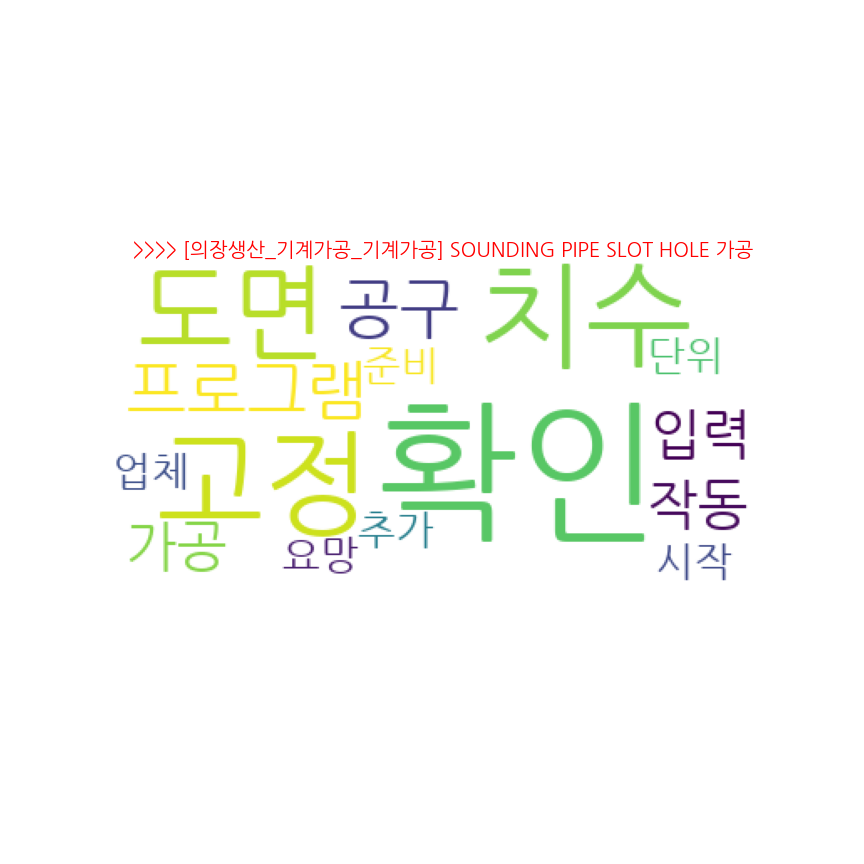 >>>> [의장생산_기계가공_기계가공] SOUNDING PIPE SLOT HOLE 가공
도면
공구
치수
단위
준비
프로그램
확인
입력
고정
업체
작동
추가
가공
요망
시작